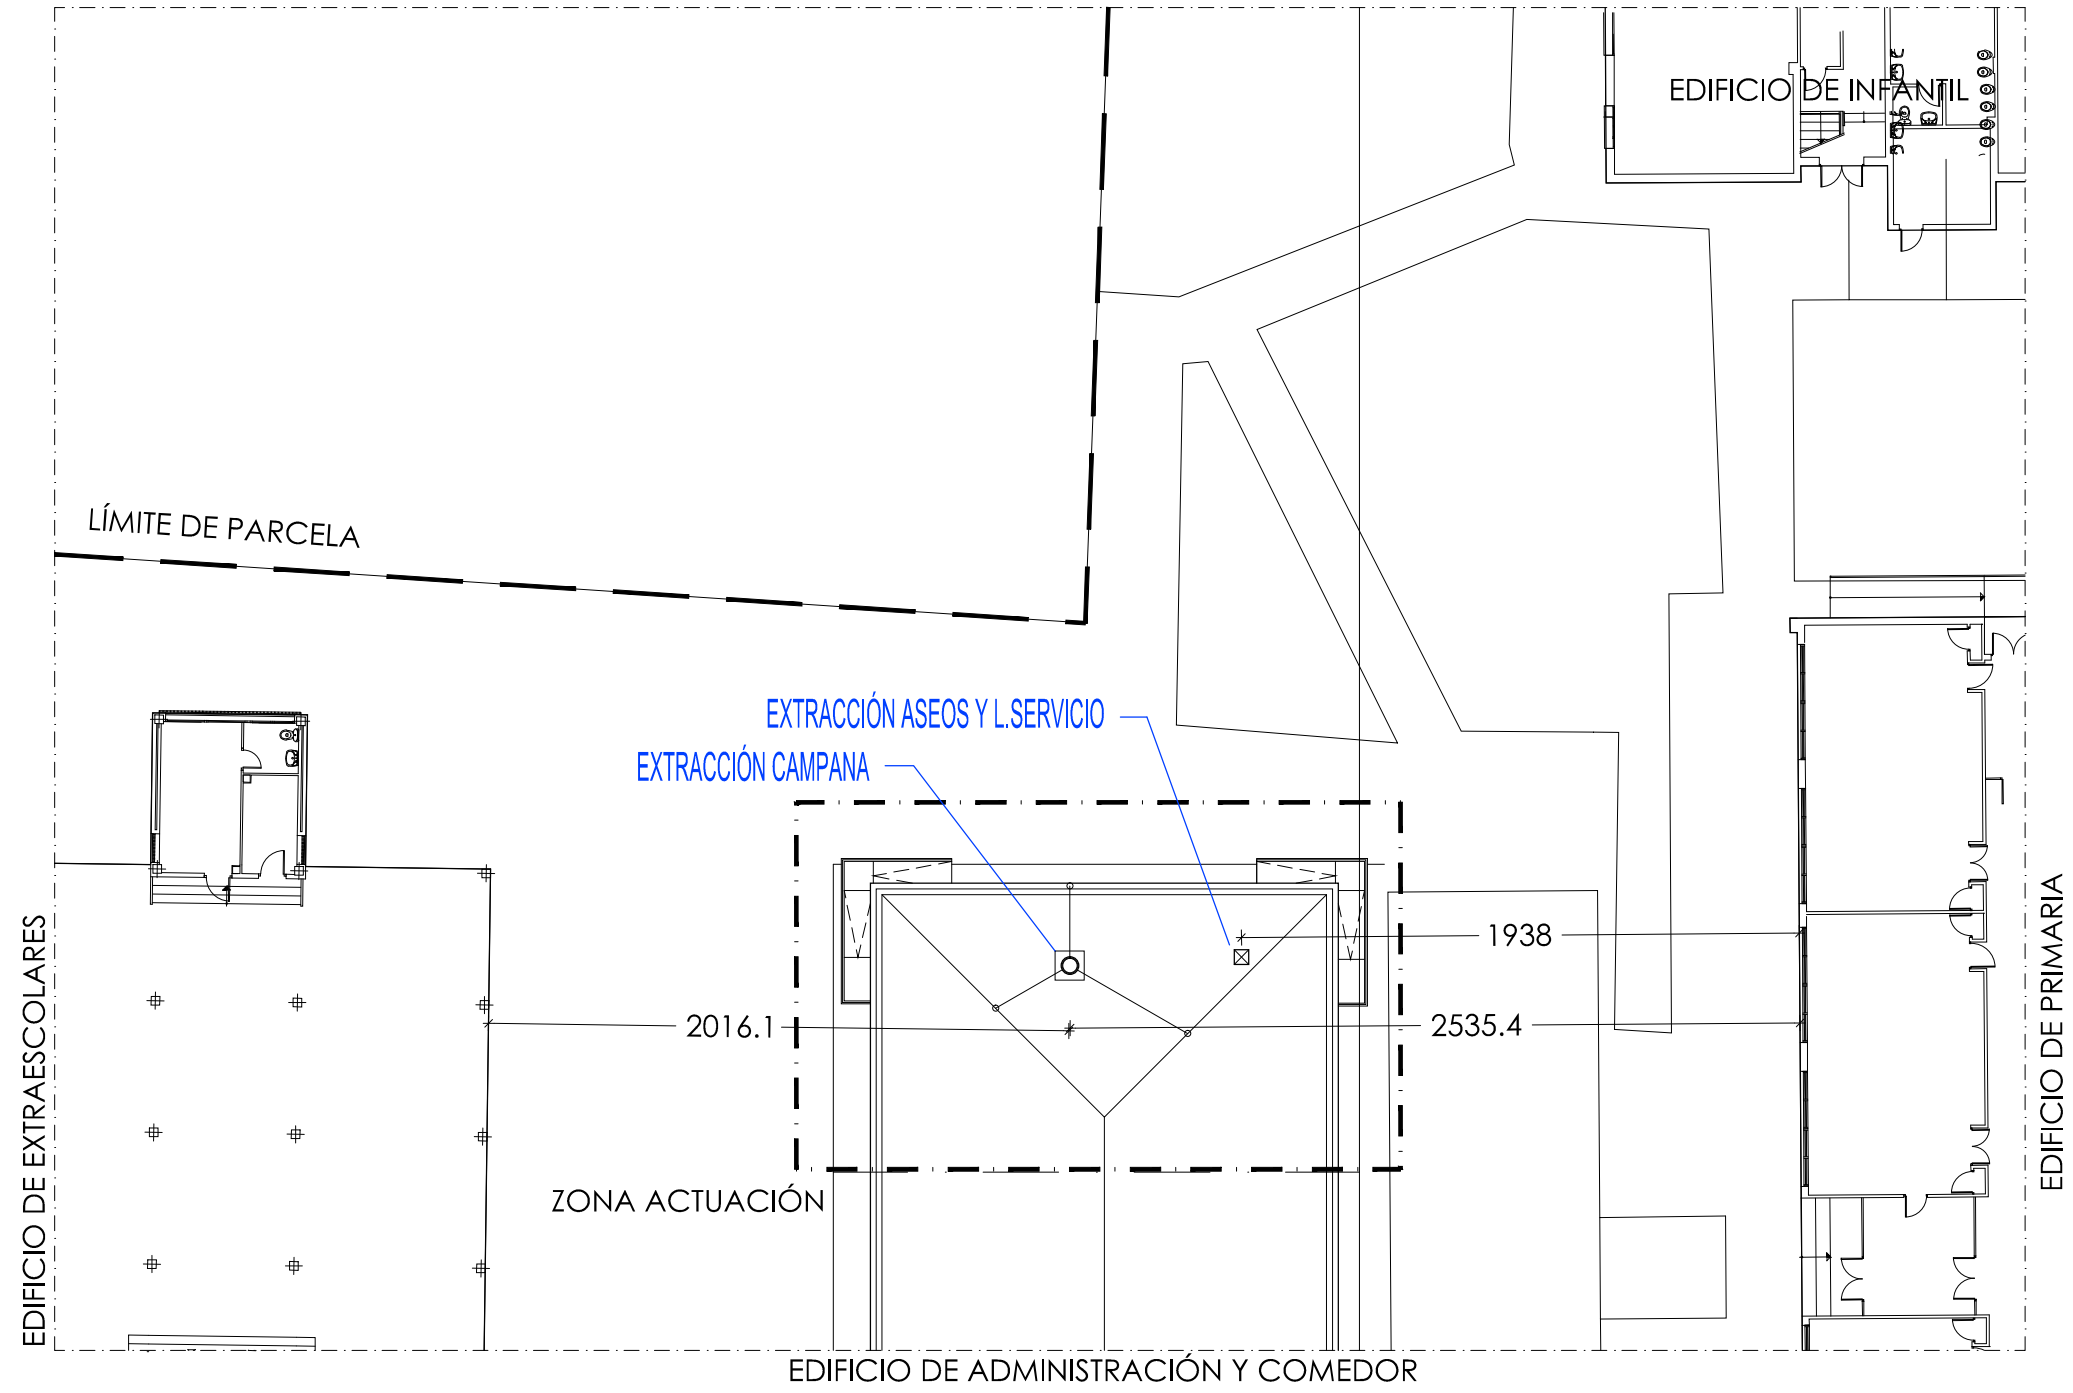 EDIFICIO DE INFANTIL
LÍMITE DE PARCELA
EXTRACCIÓN ASEOS Y L.SERVICIO
EXTRACCIÓN CAMPANA
1938
2016.1
2535.4
ZONA ACTUACIÓN
EDIFICIO DE EXTRAESCOLARES
EDIFICIO DE PRIMARIA
EDIFICIO DE ADMINISTRACIÓN Y COMEDOR